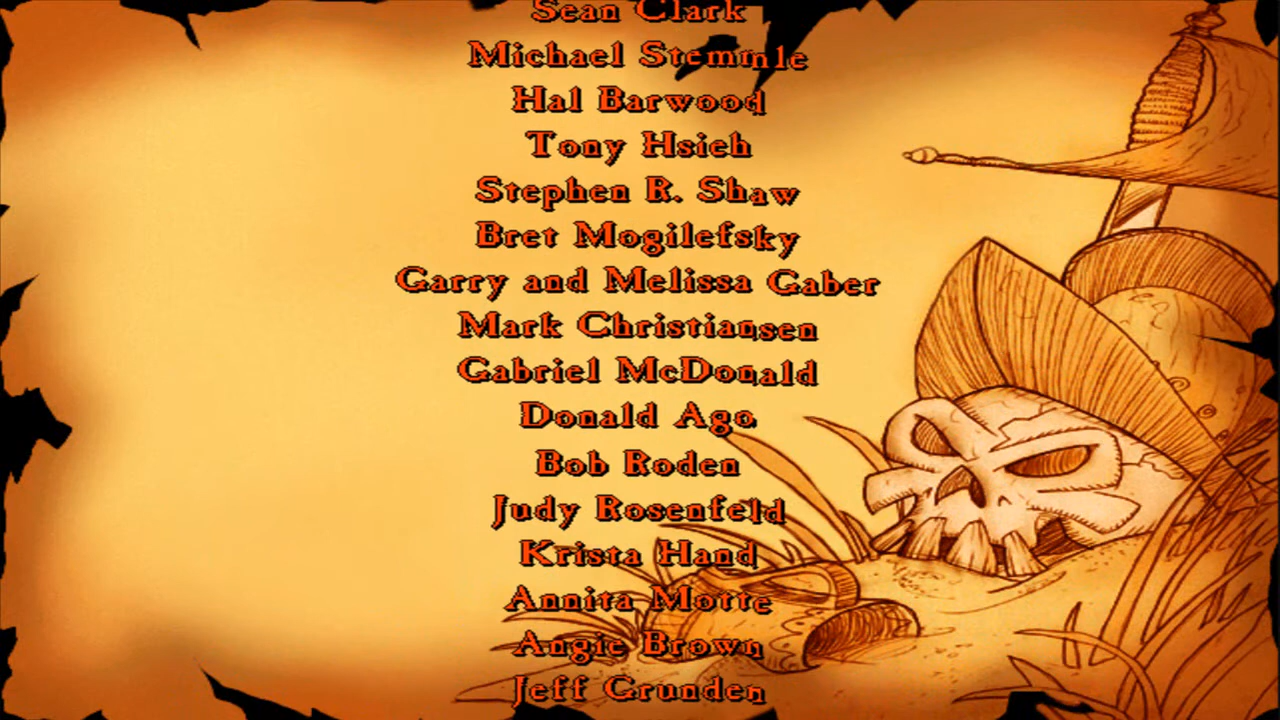 Sean Clark
Michael Stemmle
Hal Barwood
Tony Hsieh
Stephen R. Shaw
Bret Mogilefsky
Garry and Melissa Gaber
Mark Christiansen
Gabriel McDonald
Donald Ago
Bob Roden
Judy Rosenfeld
Krista Hand
Annita Motte
Angie Brown
Jeff Grunden